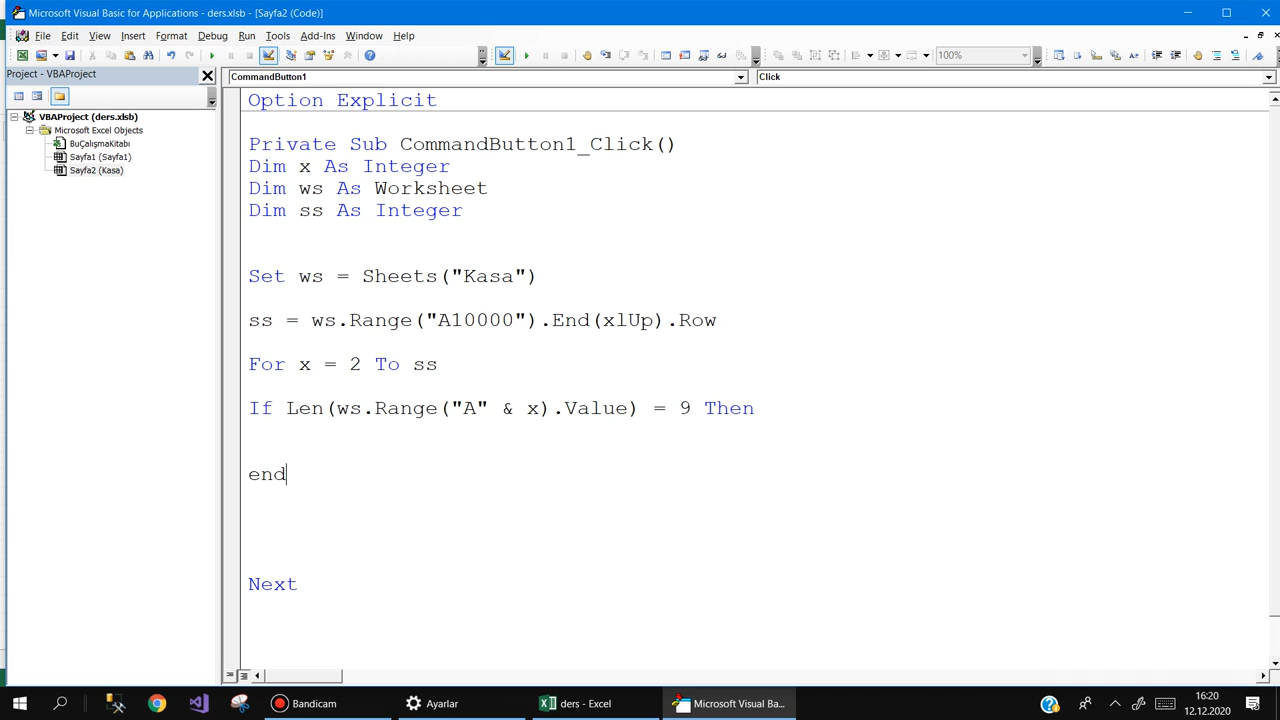 Microsoft Visual Basic for Applications - ders.xlsb - [Sayfa2 (Code)]
File Edit View Insert Format Debug Run Tools Add-Ins Window Help
100%
Project - VBAProject
CommandButton1
Click
VBAProject (ders.xlsb)
Microsoft Excel Objects
BuÇalışmaKitabı
Sayfa1 (Sayfa1)
Sayfa2 (Kasa)
Option Explicit
Private Sub CommandButton1_Click()
Dim x As Integer
Dim ws As Worksheet
Dim ss As Integer
Set ws = Sheets("Kasa")
ss = ws.Range("A10000").End(xlUp).Row
For x = 2 To ss
If Len(ws.Range("A" & x).Value) = 9 Then
end
Next
Bandicam
Ayarlar
ders - Excel
Microsoft Visual Ba...
16:20
12.12.2020